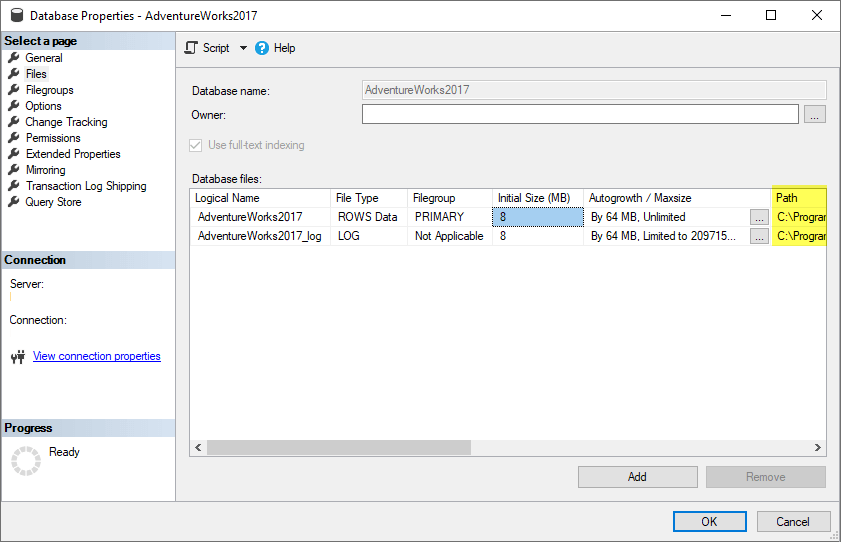 Database Properties - AdventureWorks2017
Select a page
General
Files
Filegroups
Options
Change Tracking
Permissions
Extended Properties
Mirroring
Transaction Log Shipping
Query Store
Connection
Server:
Connection:
View connection properties
Progress
Ready
Script Help
Database name: AdventureWorks2017
Owner: ...
Use full-text indexing
Database files:
Logical Name File Type Filegroup Initial Size (MB) Autogrowth / Maxsize Path
AdventureWorks2017 ROWS Data PRIMARY 8 By 64 MB, Unlimited ... C:\Program
AdventureWorks2017_log LOG Not Applicable 8 By 64 MB, Limited to 209715... ... C:\Program
Add Remove
OK Cancel